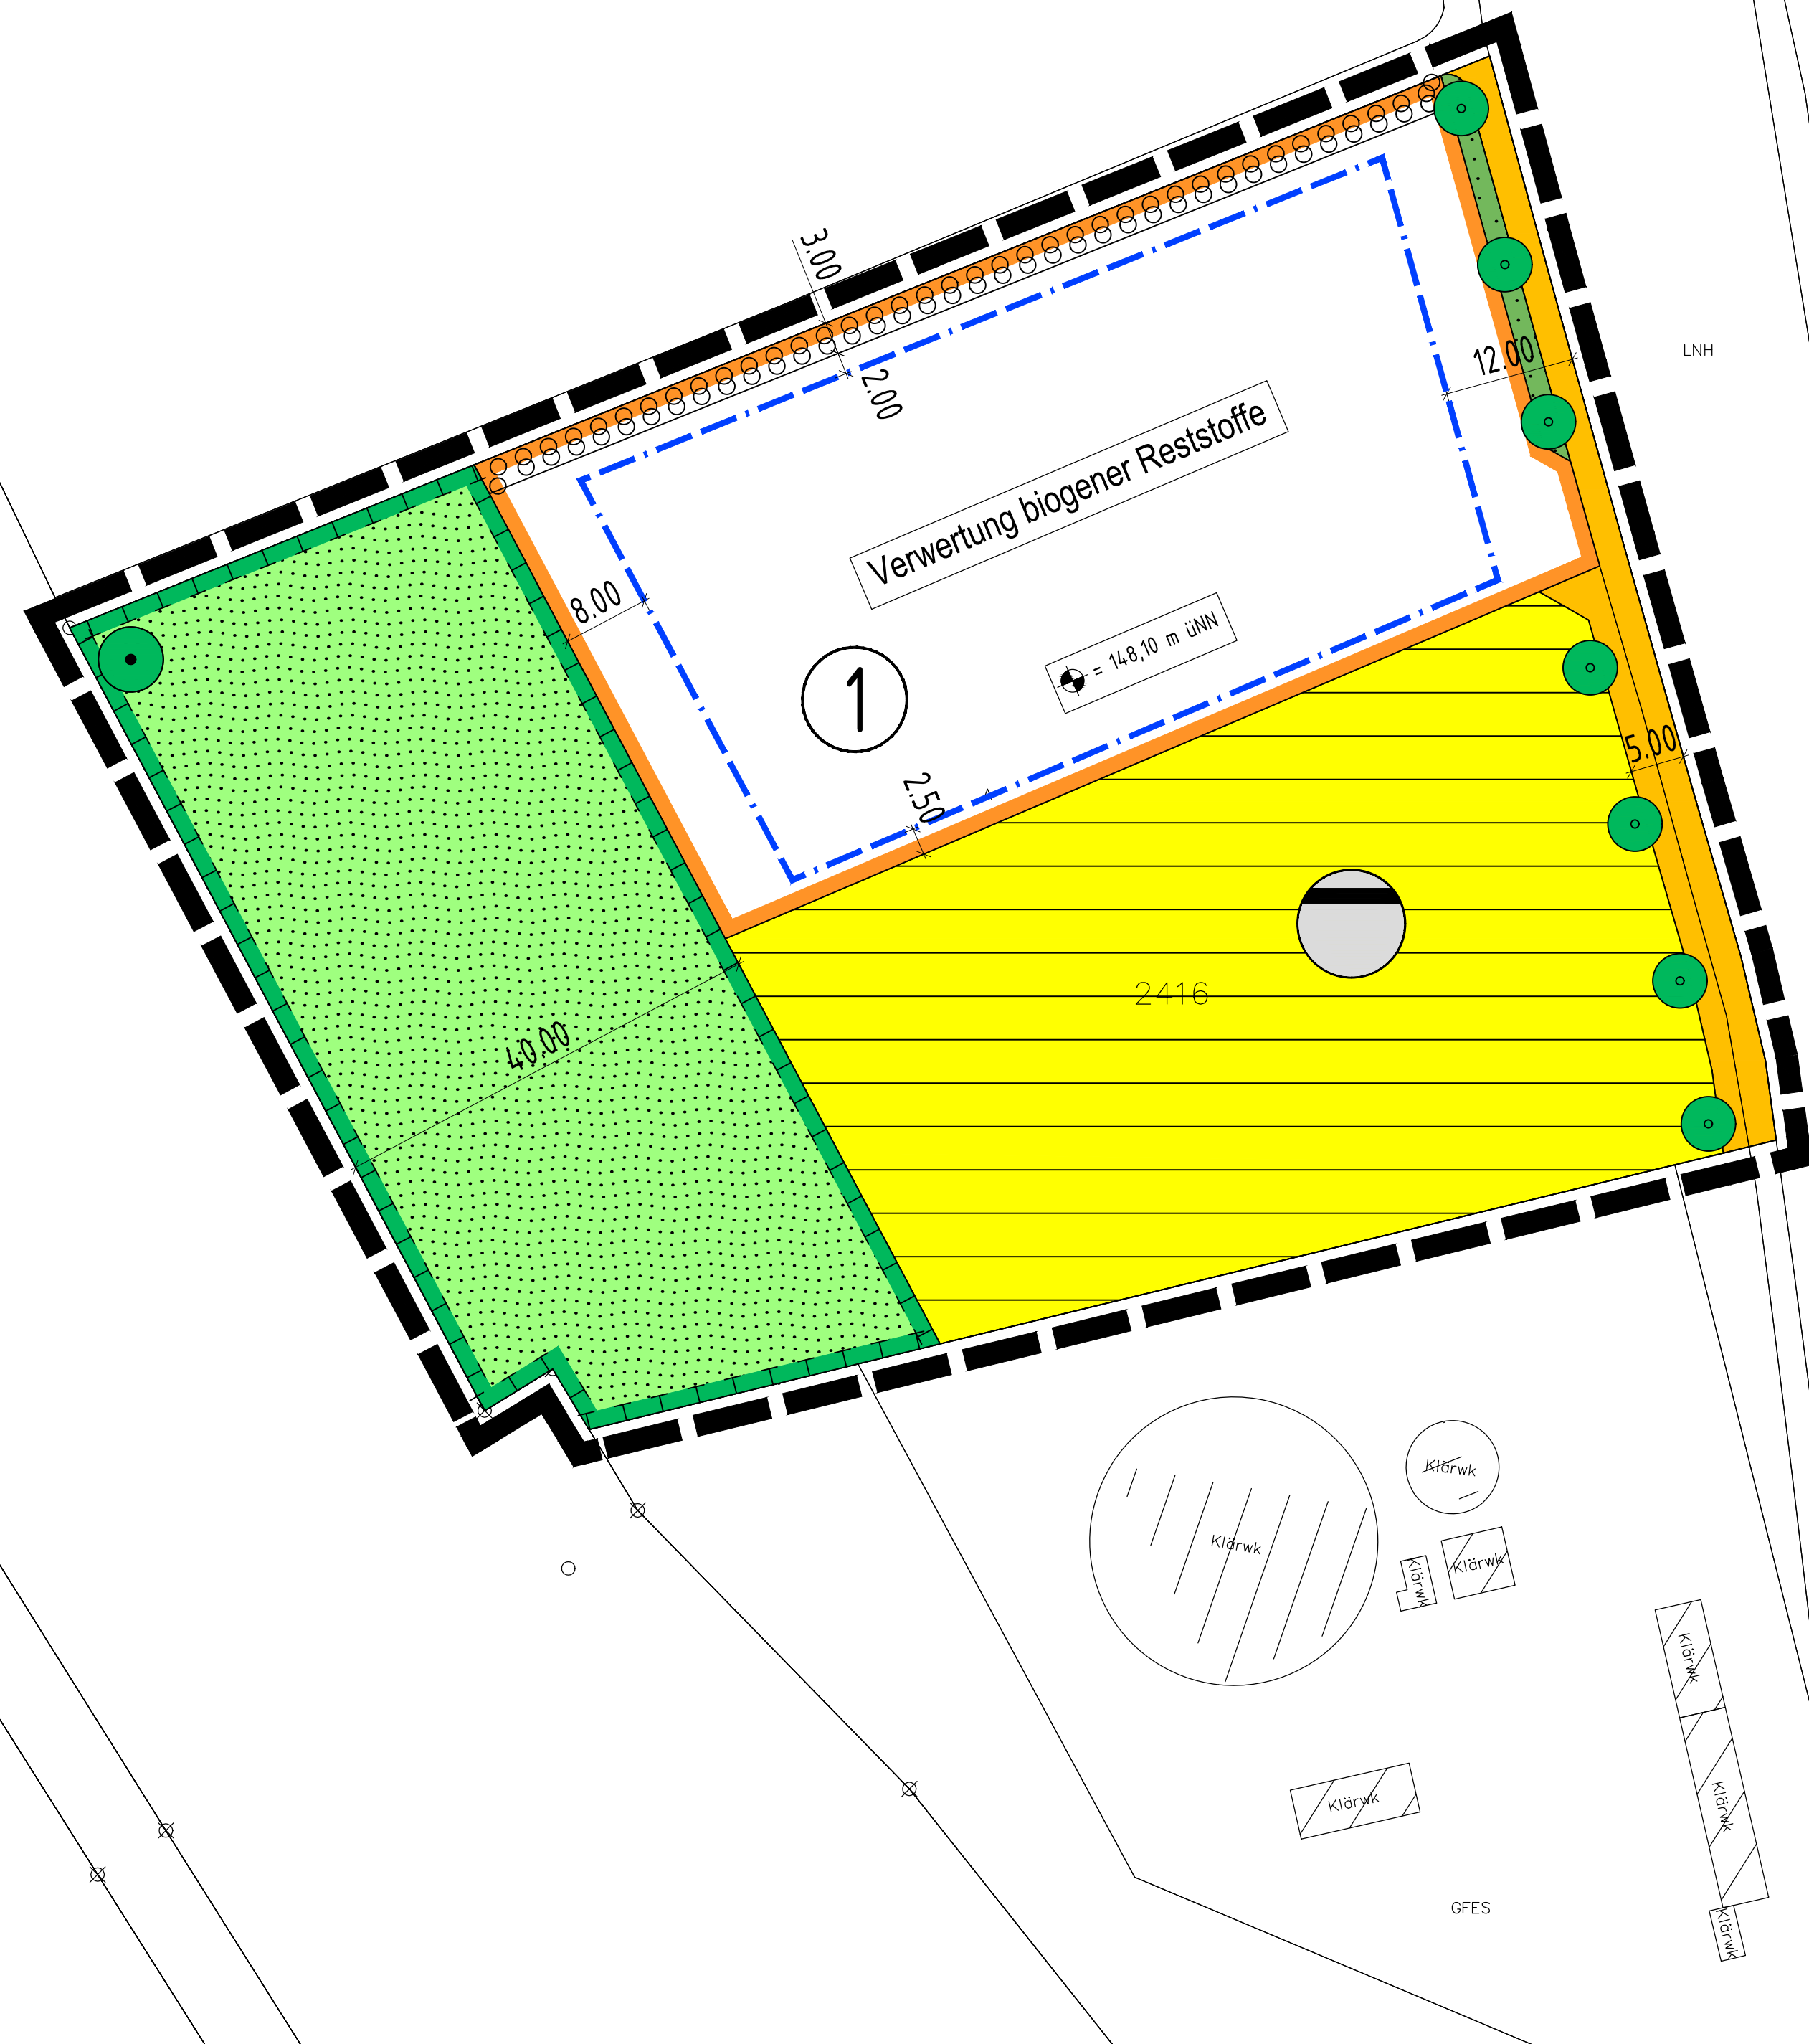 3.00
2.00
12.00
LNH
Verwertung biogener Reststoffe
8.00
= 148,10 m üNN
1
5.00
2.50
2416
40.00
Klärwk
Klärwk
Klärwk
Klärwk
Klärwk
Klärwk
Klärwk
GFES
Klärwk